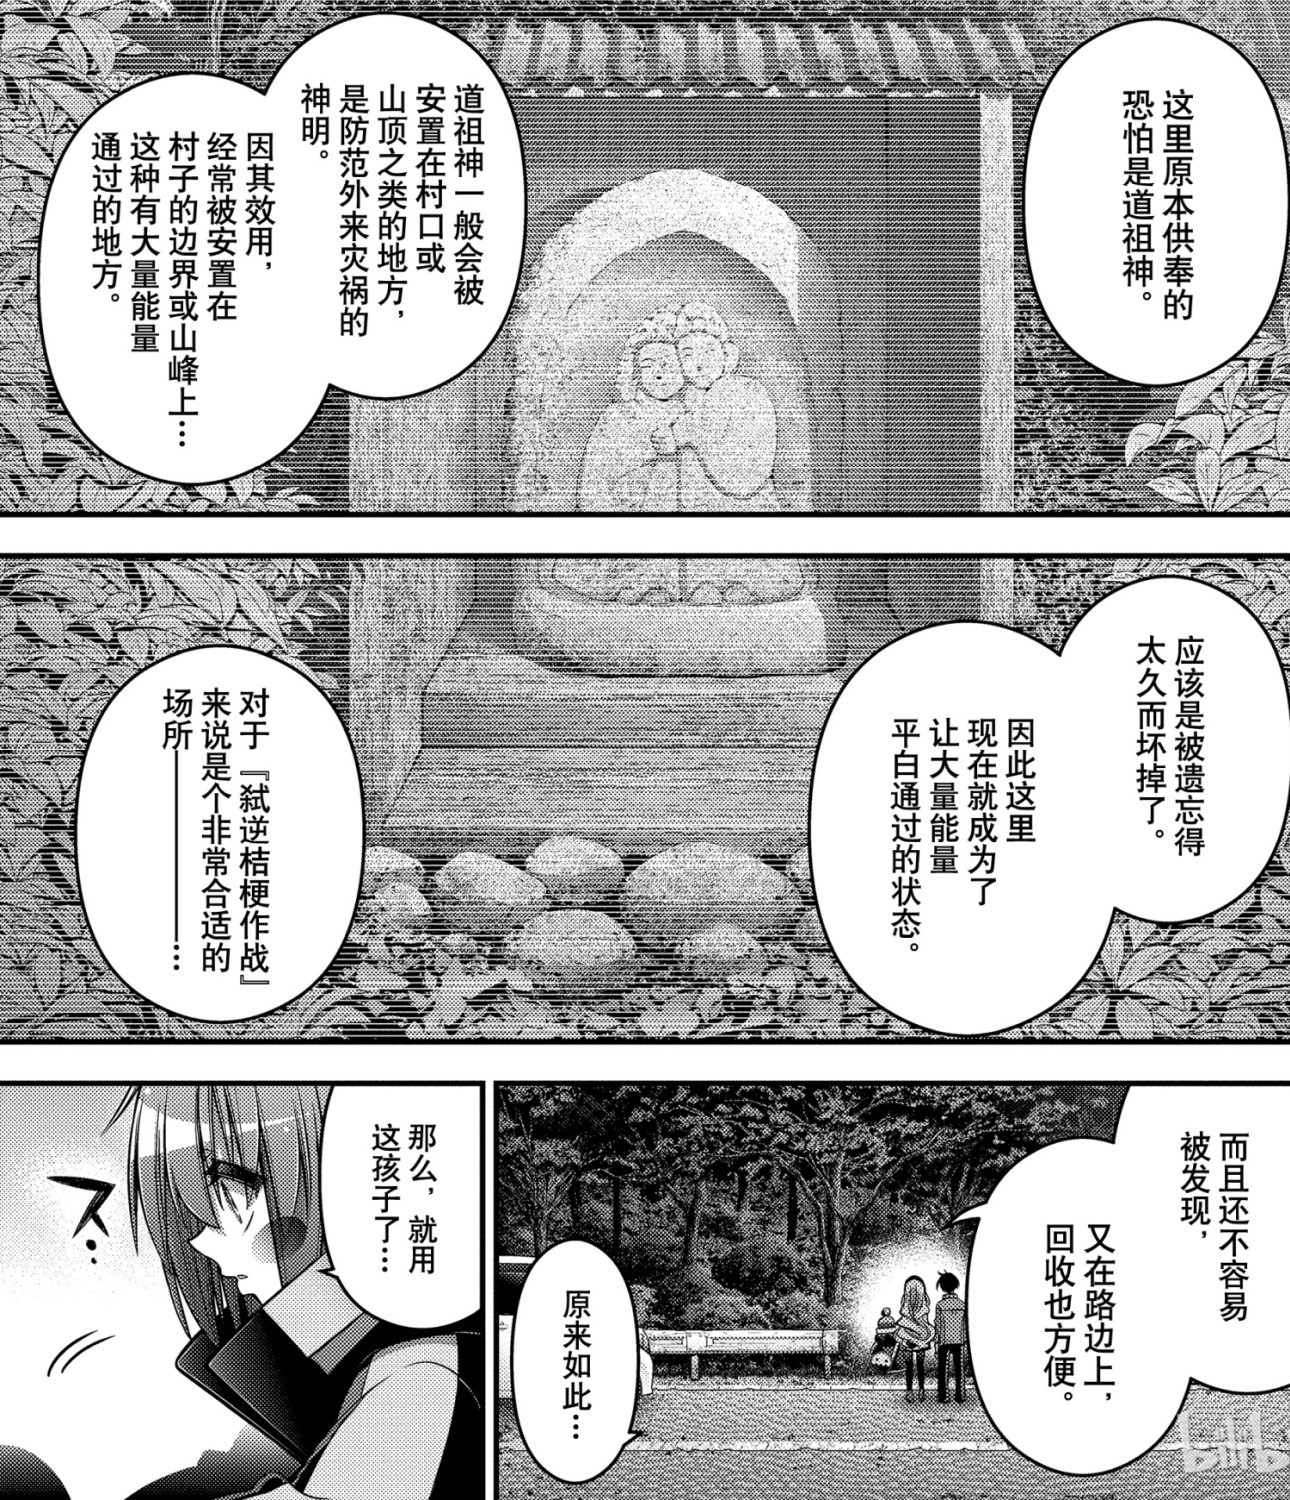 这里原本供奉的
恐怕是道祖神。
道祖神一般会被
安置在村口或
山顶之类的地方，
是防范外来灾祸的
神明。
因其效用，
经常被安置在
村子的边界或山峰上…
这种有大量能量
通过的地方。
应该是被遗忘得
太久而坏掉了。
因此这里
现在就成为了
让大量能量
平白通过的状态。
对于『弑逆桔梗作战』
来说是个非常合适的
场所———…
而且还不容易
被发现，
又在路边上，
回收也方便。
原来如此…
那么，就用
这孩子了…
bilibili